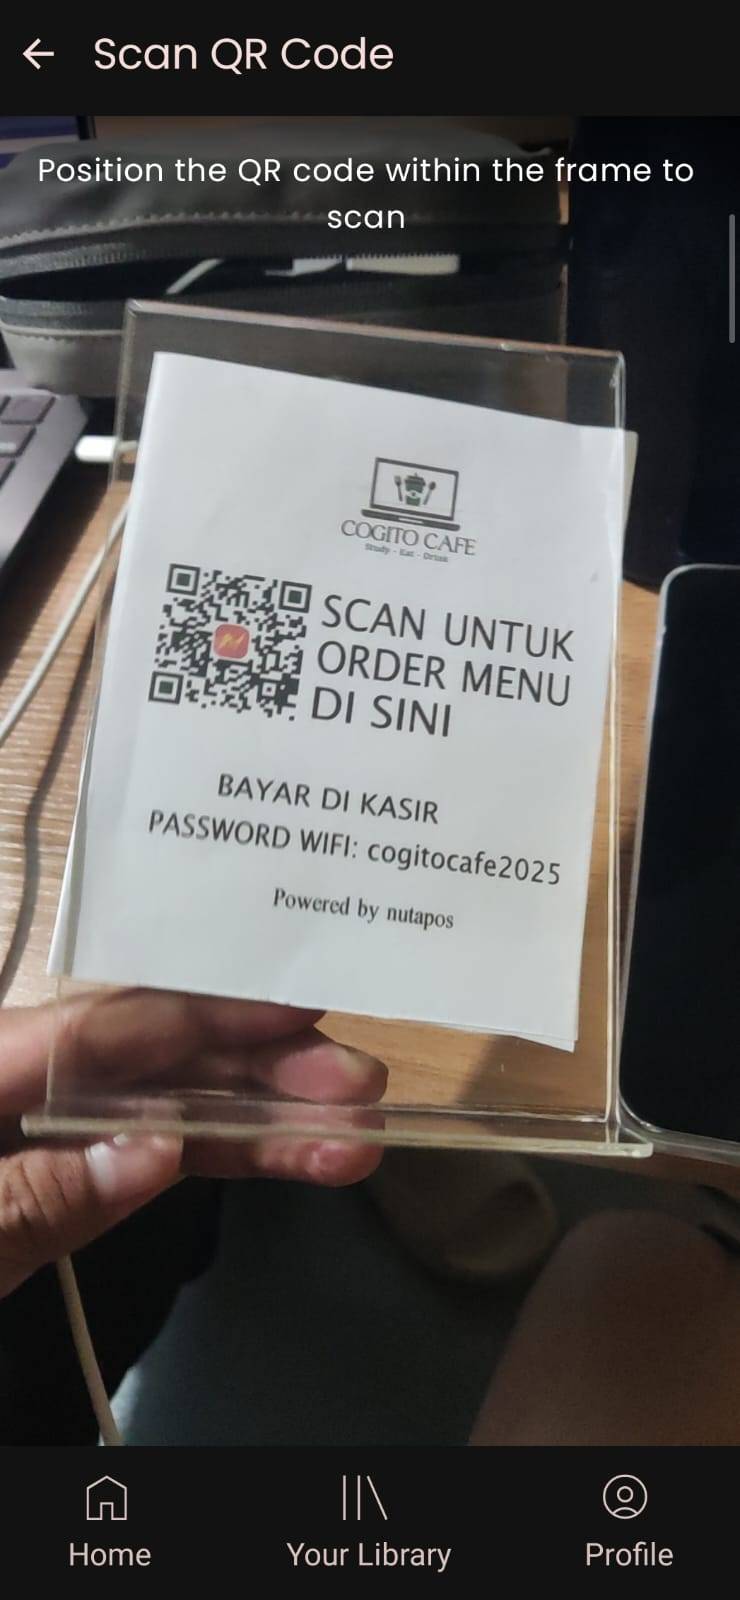 Scan QR Code
Position the QR code within the frame to
scan
COGITO CAFE
Study - Eat - Drink
SCAN UNTUK
ORDER MENU
DI SINI
BAYAR DI KASIR
PASSWORD WIFI: cogitocafe2025
Powered by nutapos
Home
Your Library
Profile